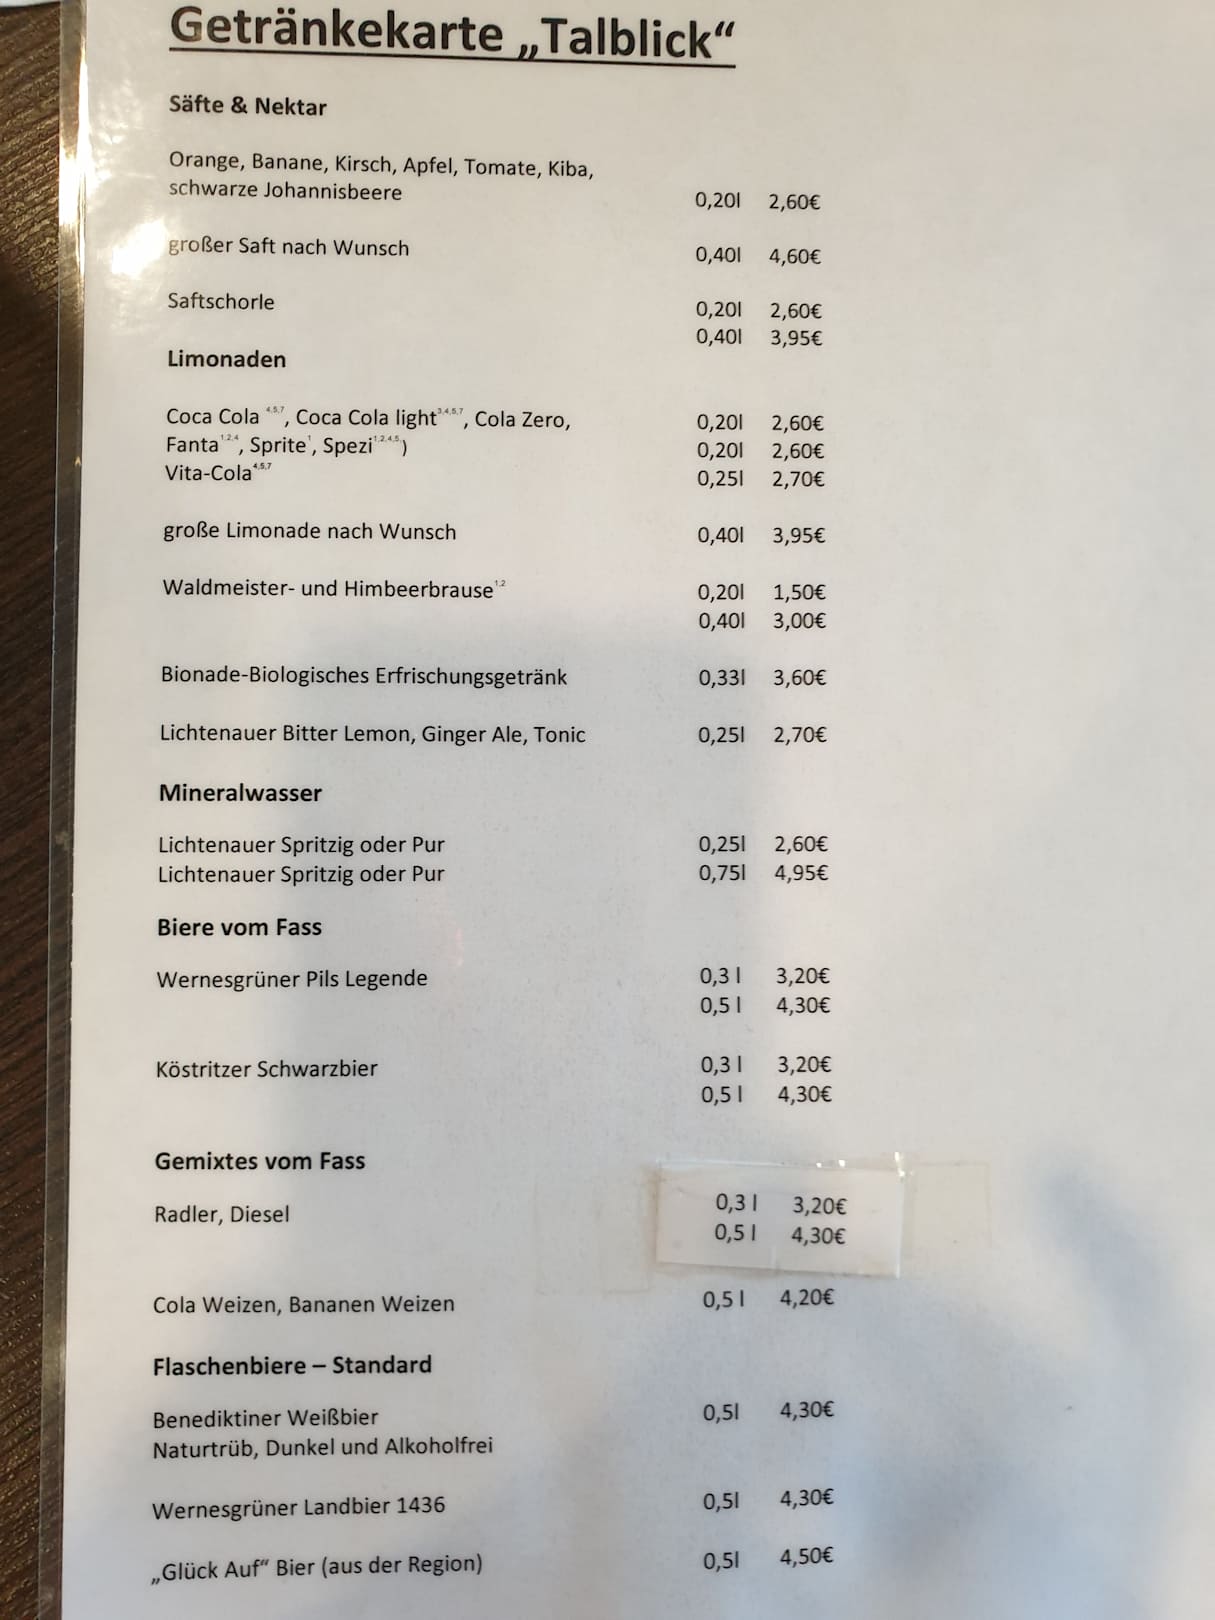 Getränkekarte „Talblick“
Säfte & Nektar
Orange, Banane, Kirsch, Apfel, Tomate, Kiba,
schwarze Johannisbeere 0,20l 2,60€
großer Saft nach Wunsch 0,40l 4,60€
Saftschorle 0,20l 2,60€
0,40l 3,95€
Limonaden
Coca Cola 4,5,7, Coca Cola light3,4,5,7, Cola Zero, 0,20l 2,60€
Fanta1,2,4, Sprite1, Spezi1,2,4,5,) 0,20l 2,60€
Vita-Cola4,5,7 0,25l 2,70€
große Limonade nach Wunsch 0,40l 3,95€
Waldmeister- und Himbeerbrause1,2 0,20l 1,50€
0,40l 3,00€
Bionade-Biologisches Erfrischungsgetränk 0,33l 3,60€
Lichtenauer Bitter Lemon, Ginger Ale, Tonic 0,25l 2,70€
Mineralwasser
Lichtenauer Spritzig oder Pur 0,25l 2,60€
Lichtenauer Spritzig oder Pur 0,75l 4,95€
Biere vom Fass
Wernesgrüner Pils Legende 0,3 l 3,20€
0,5 l 4,30€
Köstritzer Schwarzbier 0,3 l 3,20€
0,5 l 4,30€
Gemixtes vom Fass
Radler, Diesel 0,3 l 3,20€
0,5 l 4,30€
Cola Weizen, Bananen Weizen 0,5 l 4,20€
Flaschenbiere – Standard
Benediktiner Weißbier 0,5l 4,30€
Naturtrüb, Dunkel und Alkoholfrei
Wernesgrüner Landbier 1436 0,5l 4,30€
„Glück Auf“ Bier (aus der Region) 0,5l 4,50€